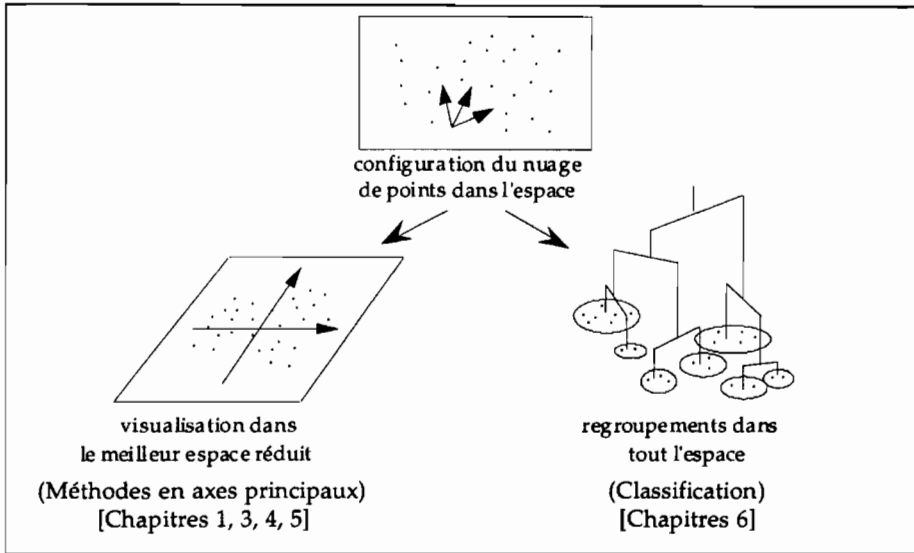 configuration du nuage
de points dans l'espace
visualisation dans
le meilleur espace réduit
(Méthodes en axes principaux)
[Chapitres 1, 3, 4, 5]
regroupements dans
tout l'espace
(Classification)
[Chapitres 6]